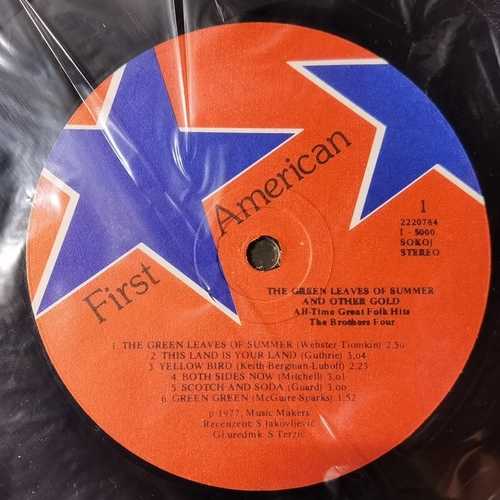 First American
1
2220784
I - 5000
SOKOJ
STEREO
THE GREEN LEAVES OF SUMMER
AND OTHER GOLD
All-Time Great Folk Hits
The Brothers Four
1 THE GREEN LEAVES OF SUMMER (Webster-Tiomkin) 2,50
2 THIS LAND IS YOUR LAND (Guthrie) 3,04
3 YELLOW BIRD (Keith-Bergman-Luboff) 2:23
4 BOTH SIDES NOW (Mitchell) 3,01
5 SCOTCH AND SODA (Guard) 3,00
6 GREEN GREEN (McGuire-Sparks) 1:52
p 1977, Music Makers
Recenzent: S Jakovljević
Gl.urednik S Terzić